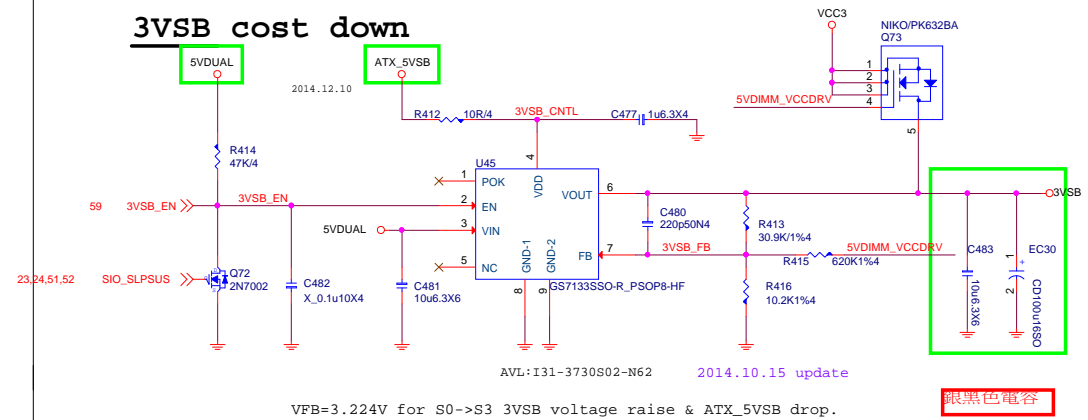 3VSB cost down
VCC3
NIKO/PK632BA
Q73
5VDUAL
ATX_5VSB
2014.12.10
1
2
3
4
5VDIMM_VCCDRV
R412
10R/4
3VSB_CNTL
C477
1u6.3X4
5
R414
47K/4
4
U45
1
POK
VDD
VOUT
6
3VSB
59
3VSB_EN
3VSB_EN
2
EN
C480
220p50N4
R413
30.9K/1%4
5VDUAL
3
VIN
7
FB
3VSB_FB
5VDIMM_VCCDRV
C483
EC30
R415
620K1%4
5
NC
GND-1
GND-2
23,24,51,52
SIO_SLPSUS
Q72
2N7002
C482
X_0.1u10X4
C481
10u6.3X6
8
9
GS7133SSO-R_PSOP8-HF
R416
10.2K1%4
10u6.3X6
1
+
2
CD100u16SO
AVL:I31-3730S02-N62
2014.10.15 update
銀黑色電容
VFB=3.224V for S0->S3 3VSB voltage raise & ATX_5VSB drop.